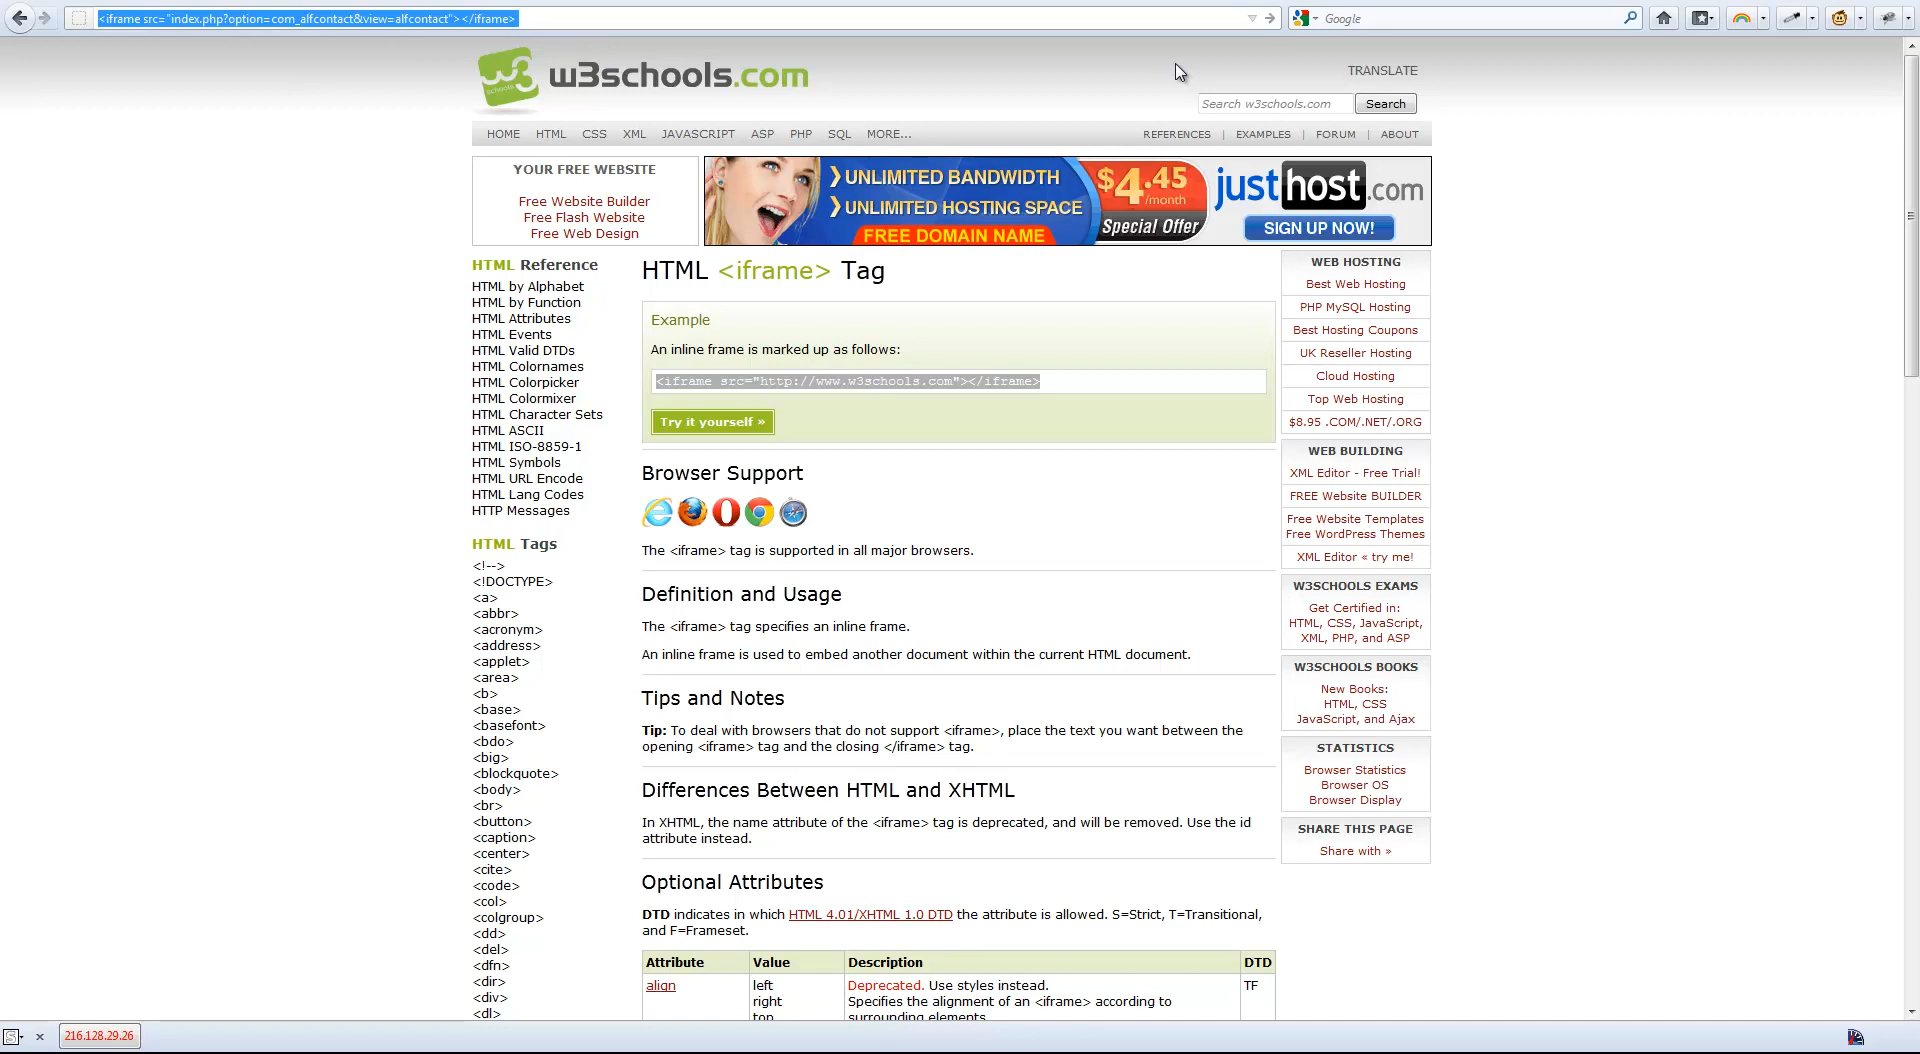 <iframe src="index.php?option=com_alfcontact&view=alfcontact"></iframe>
Google
w3schools.com
TRANSLATE
Search w3schools.com
Search
HOME HTML CSS XML JAVASCRIPT ASP PHP SQL MORE...
REFERENCES | EXAMPLES | FORUM | ABOUT
YOUR FREE WEBSITE
Free Website Builder
Free Flash Website
Free Web Design
UNLIMITED BANDWIDTH
UNLIMITED HOSTING SPACE
FREE DOMAIN NAME
$4.45
/month
Special Offer
justhost.com
SIGN UP NOW!
HTML Reference
HTML by Alphabet
HTML by Function
HTML Attributes
HTML Events
HTML Valid DTDs
HTML Colornames
HTML Colorpicker
HTML Colormixer
HTML Character Sets
HTML ASCII
HTML ISO-8859-1
HTML Symbols
HTML URL Encode
HTML Lang Codes
HTTP Messages
HTML Tags
<!-->
<!DOCTYPE>
<a>
<abbr>
<acronym>
<address>
<applet>
<area>
<b>
<base>
<basefont>
<bdo>
<big>
<blockquote>
<body>
<br>
<button>
<caption>
<center>
<cite>
<code>
<col>
<colgroup>
<dd>
<del>
<dfn>
<dir>
<div>
<dl>
HTML <iframe> Tag
Example
An inline frame is marked up as follows:
<iframe src="http://www.w3schools.com"></iframe>
Try it yourself »
Browser Support
The <iframe> tag is supported in all major browsers.
Definition and Usage
The <iframe> tag specifies an inline frame.
An inline frame is used to embed another document within the current HTML document.
Tips and Notes
Tip: To deal with browsers that do not support <iframe>, place the text you want between the
opening <iframe> tag and the closing </iframe> tag.
Differences Between HTML and XHTML
In XHTML, the name attribute of the <iframe> tag is deprecated, and will be removed. Use the id
attribute instead.
Optional Attributes
DTD indicates in which HTML 4.01/XHTML 1.0 DTD the attribute is allowed. S=Strict, T=Transitional,
and F=Frameset.
Attribute Value Description DTD
align left Deprecated. Use styles instead. TF
right Specifies the alignment of an <iframe> according to
top surrounding elements
WEB HOSTING
Best Web Hosting
PHP MySQL Hosting
Best Hosting Coupons
UK Reseller Hosting
Cloud Hosting
Top Web Hosting
$8.95 .COM/.NET/.ORG
WEB BUILDING
XML Editor - Free Trial!
FREE Website BUILDER
Free Website Templates
Free WordPress Themes
XML Editor « try me!
W3SCHOOLS EXAMS
Get Certified in:
HTML, CSS, JavaScript,
XML, PHP, and ASP
W3SCHOOLS BOOKS
New Books:
HTML, CSS
JavaScript, and Ajax
STATISTICS
Browser Statistics
Browser OS
Browser Display
SHARE THIS PAGE
Share with »
216.128.29.26